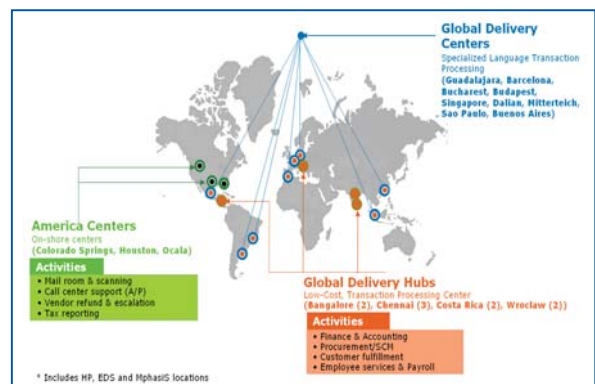 Global Delivery
Centers
Specialized Language Transaction
Processing
(Guadalajara, Barcelona,
Bucharest, Budapest,
Singapore, Dalian, Mitterteich,
Sao Paulo, Buenos Aires)
America Centers
On-shore centers
(Colorado Springs, Houston, Ocala)
Activities
• Mail room & scanning
• Call center support (A/P)
• Vendor refund & escalation
• Tax reporting
Global Delivery Hubs
Low-Cost, Transaction Processing Center
(Bangalore (2), Chennai (3), Costa Rica (2), Wroclaw (2))
Activities
• Finance & Accounting
• Procurement/SCM
• Customer fulfillment
• Employee services & Payroll
* Includes HP, EDS and MphasiS locations